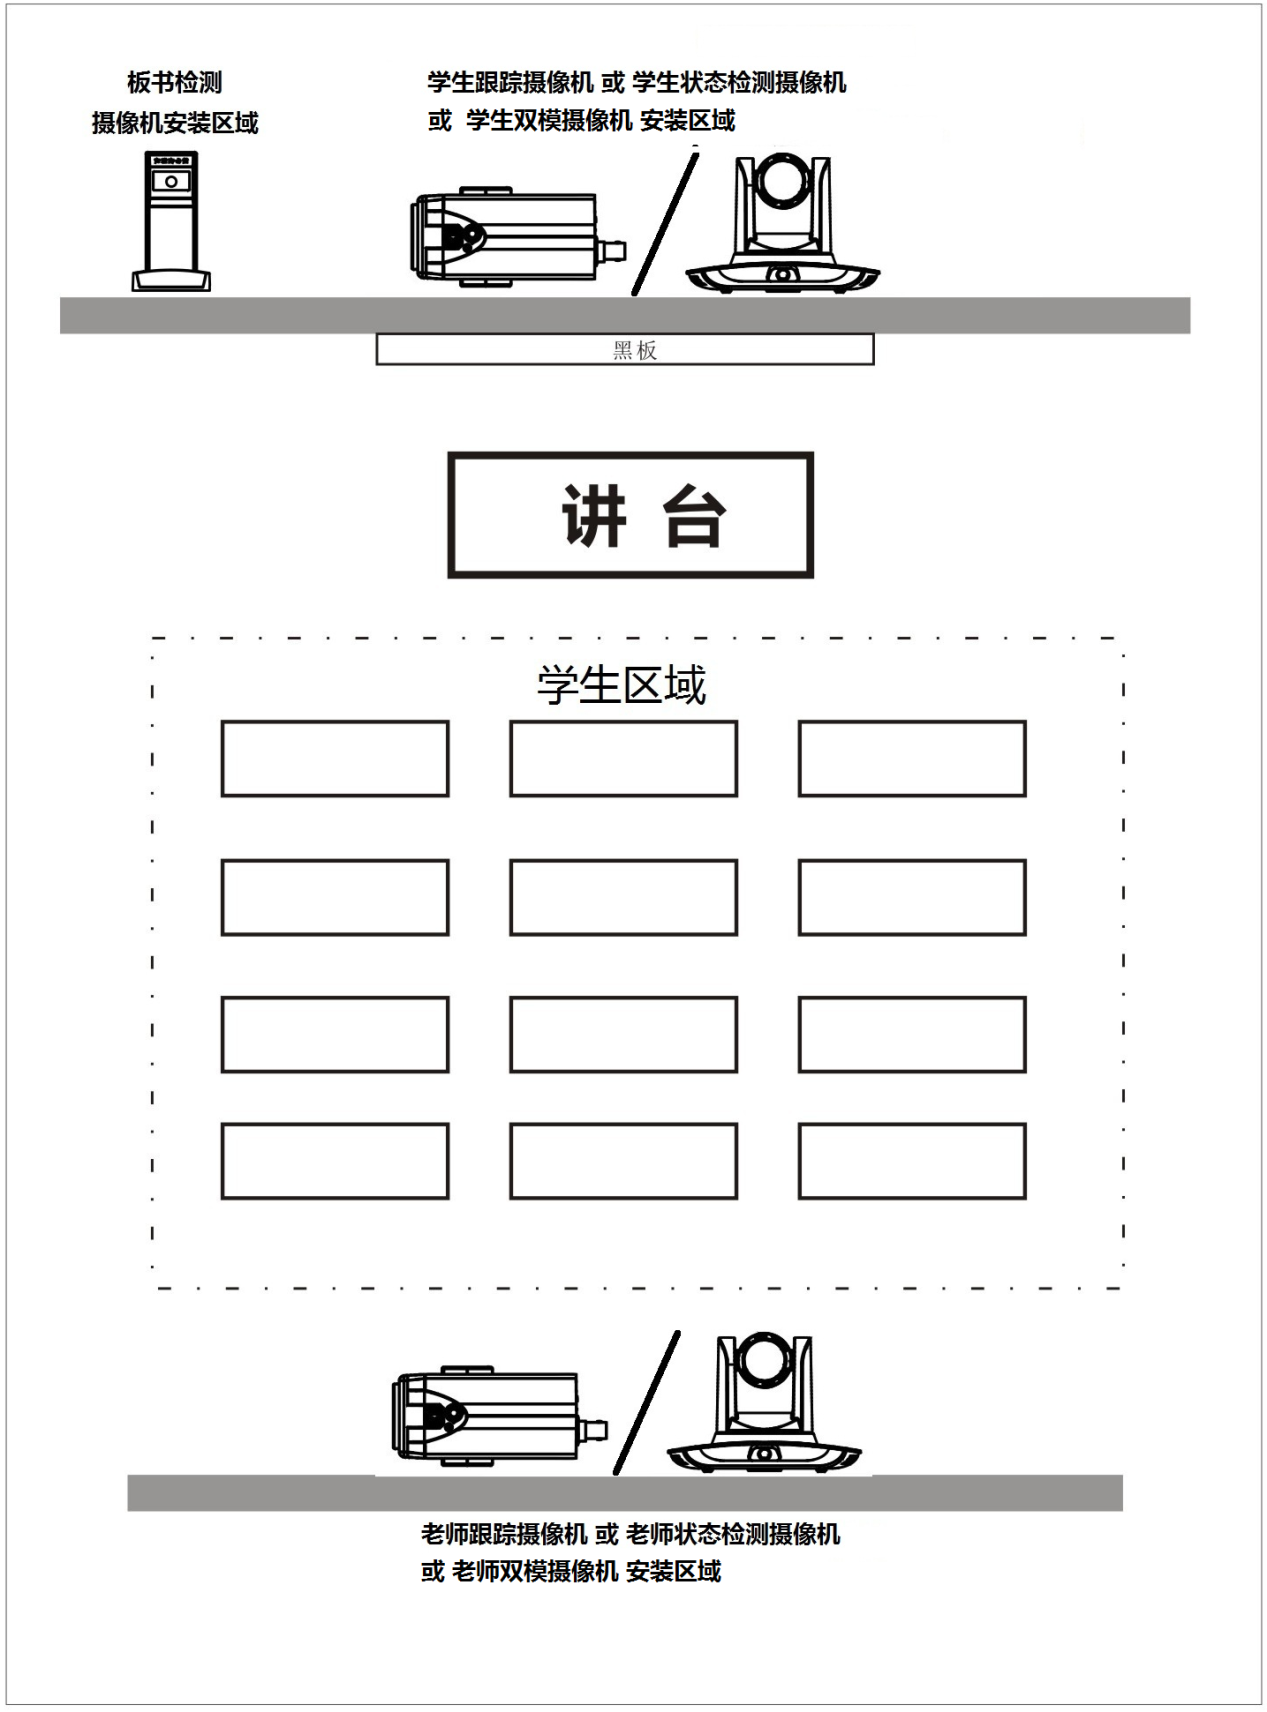 板书检测
摄像机安装区域
学生跟踪摄像机 或 学生状态检测摄像机
或 学生双模摄像机 安装区域
黑板
讲 台
学生区域
老师跟踪摄像机 或 老师状态检测摄像机
或 老师双模摄像机 安装区域